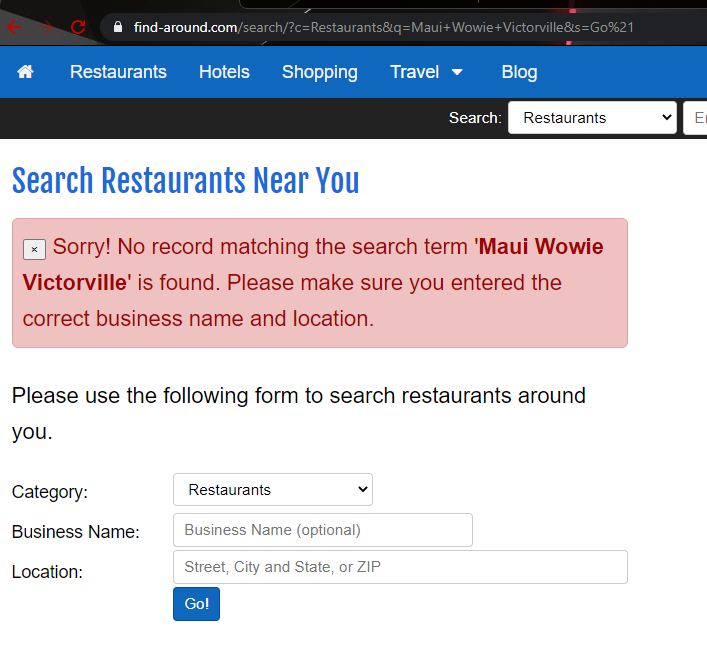 find-around.com/search/?c=Restaurants&q=Maui+Wowie+Victorville&s=Go%21
Restaurants Hotels Shopping Travel Blog
Search: Restaurants
Search Restaurants Near You
× Sorry! No record matching the search term 'Maui Wowie
Victorville' is found. Please make sure you entered the
correct business name and location.
Please use the following form to search restaurants around
you.
Category: Restaurants
Business Name: Business Name (optional)
Location: Street, City and State, or ZIP
Go!